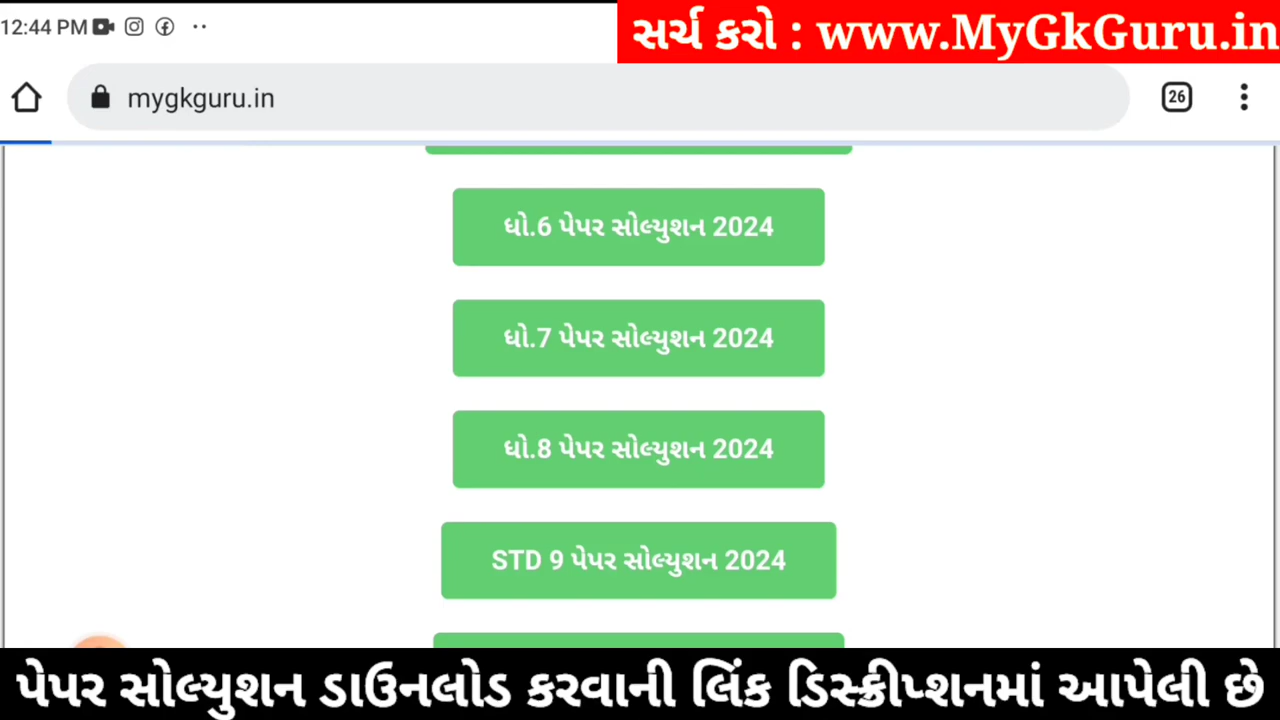 12:44 PM
સર્ચ કરો : www.MyGkGuru.in
mygkguru.in
26
ધો.6 પેપર સોલ્યુશન 2024
ધો.7 પેપર સોલ્યુશન 2024
ધો.8 પેપર સોલ્યુશન 2024
STD 9 પેપર સોલ્યુશન 2024
પેપર સોલ્યુશન ડાઉનલોડ કરવાની લિંક ડિસ્ક્રીપ્શનમાં આપેલી છે